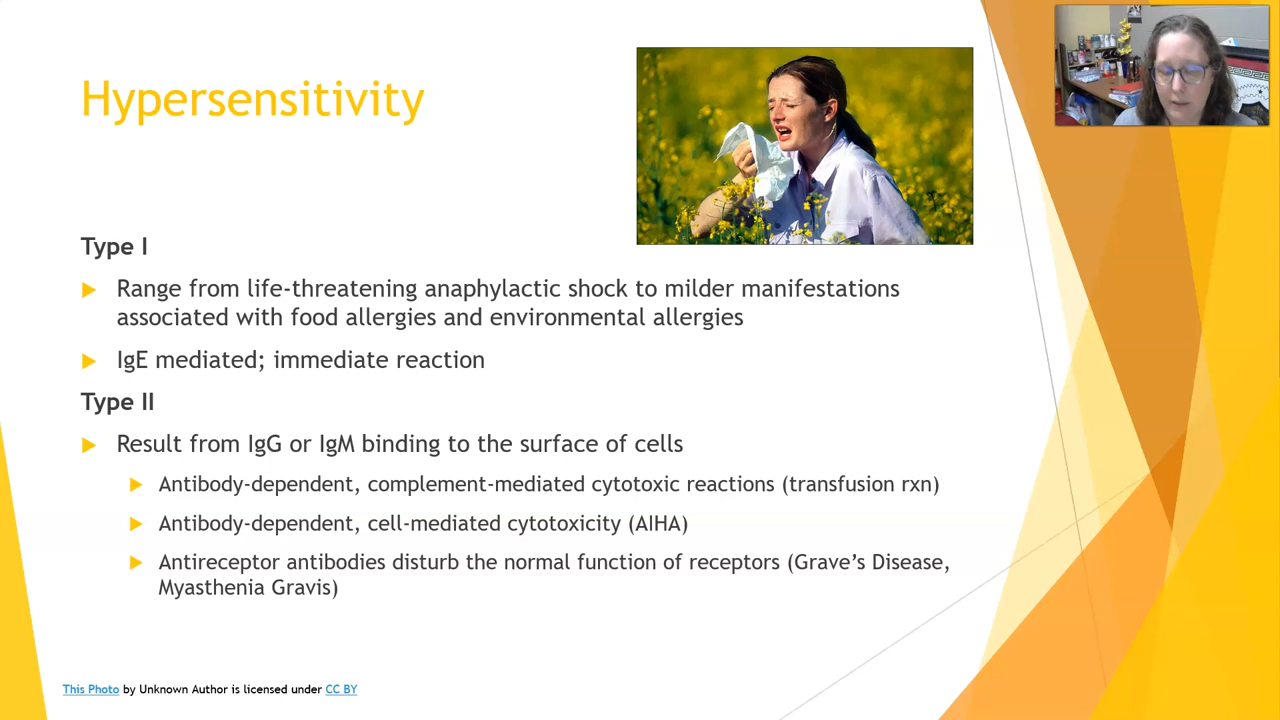 Hypersensitivity
Type I
Range from life-threatening anaphylactic shock to milder manifestations
associated with food allergies and environmental allergies
IgE mediated; immediate reaction
Type II
Result from IgG or IgM binding to the surface of cells
Antibody-dependent, complement-mediated cytotoxic reactions (transfusion rxn)
Antibody-dependent, cell-mediated cytotoxicity (AIHA)
Antireceptor antibodies disturb the normal function of receptors (Grave’s Disease,
Myasthenia Gravis)
This Photo by Unknown Author is licensed under CC BY